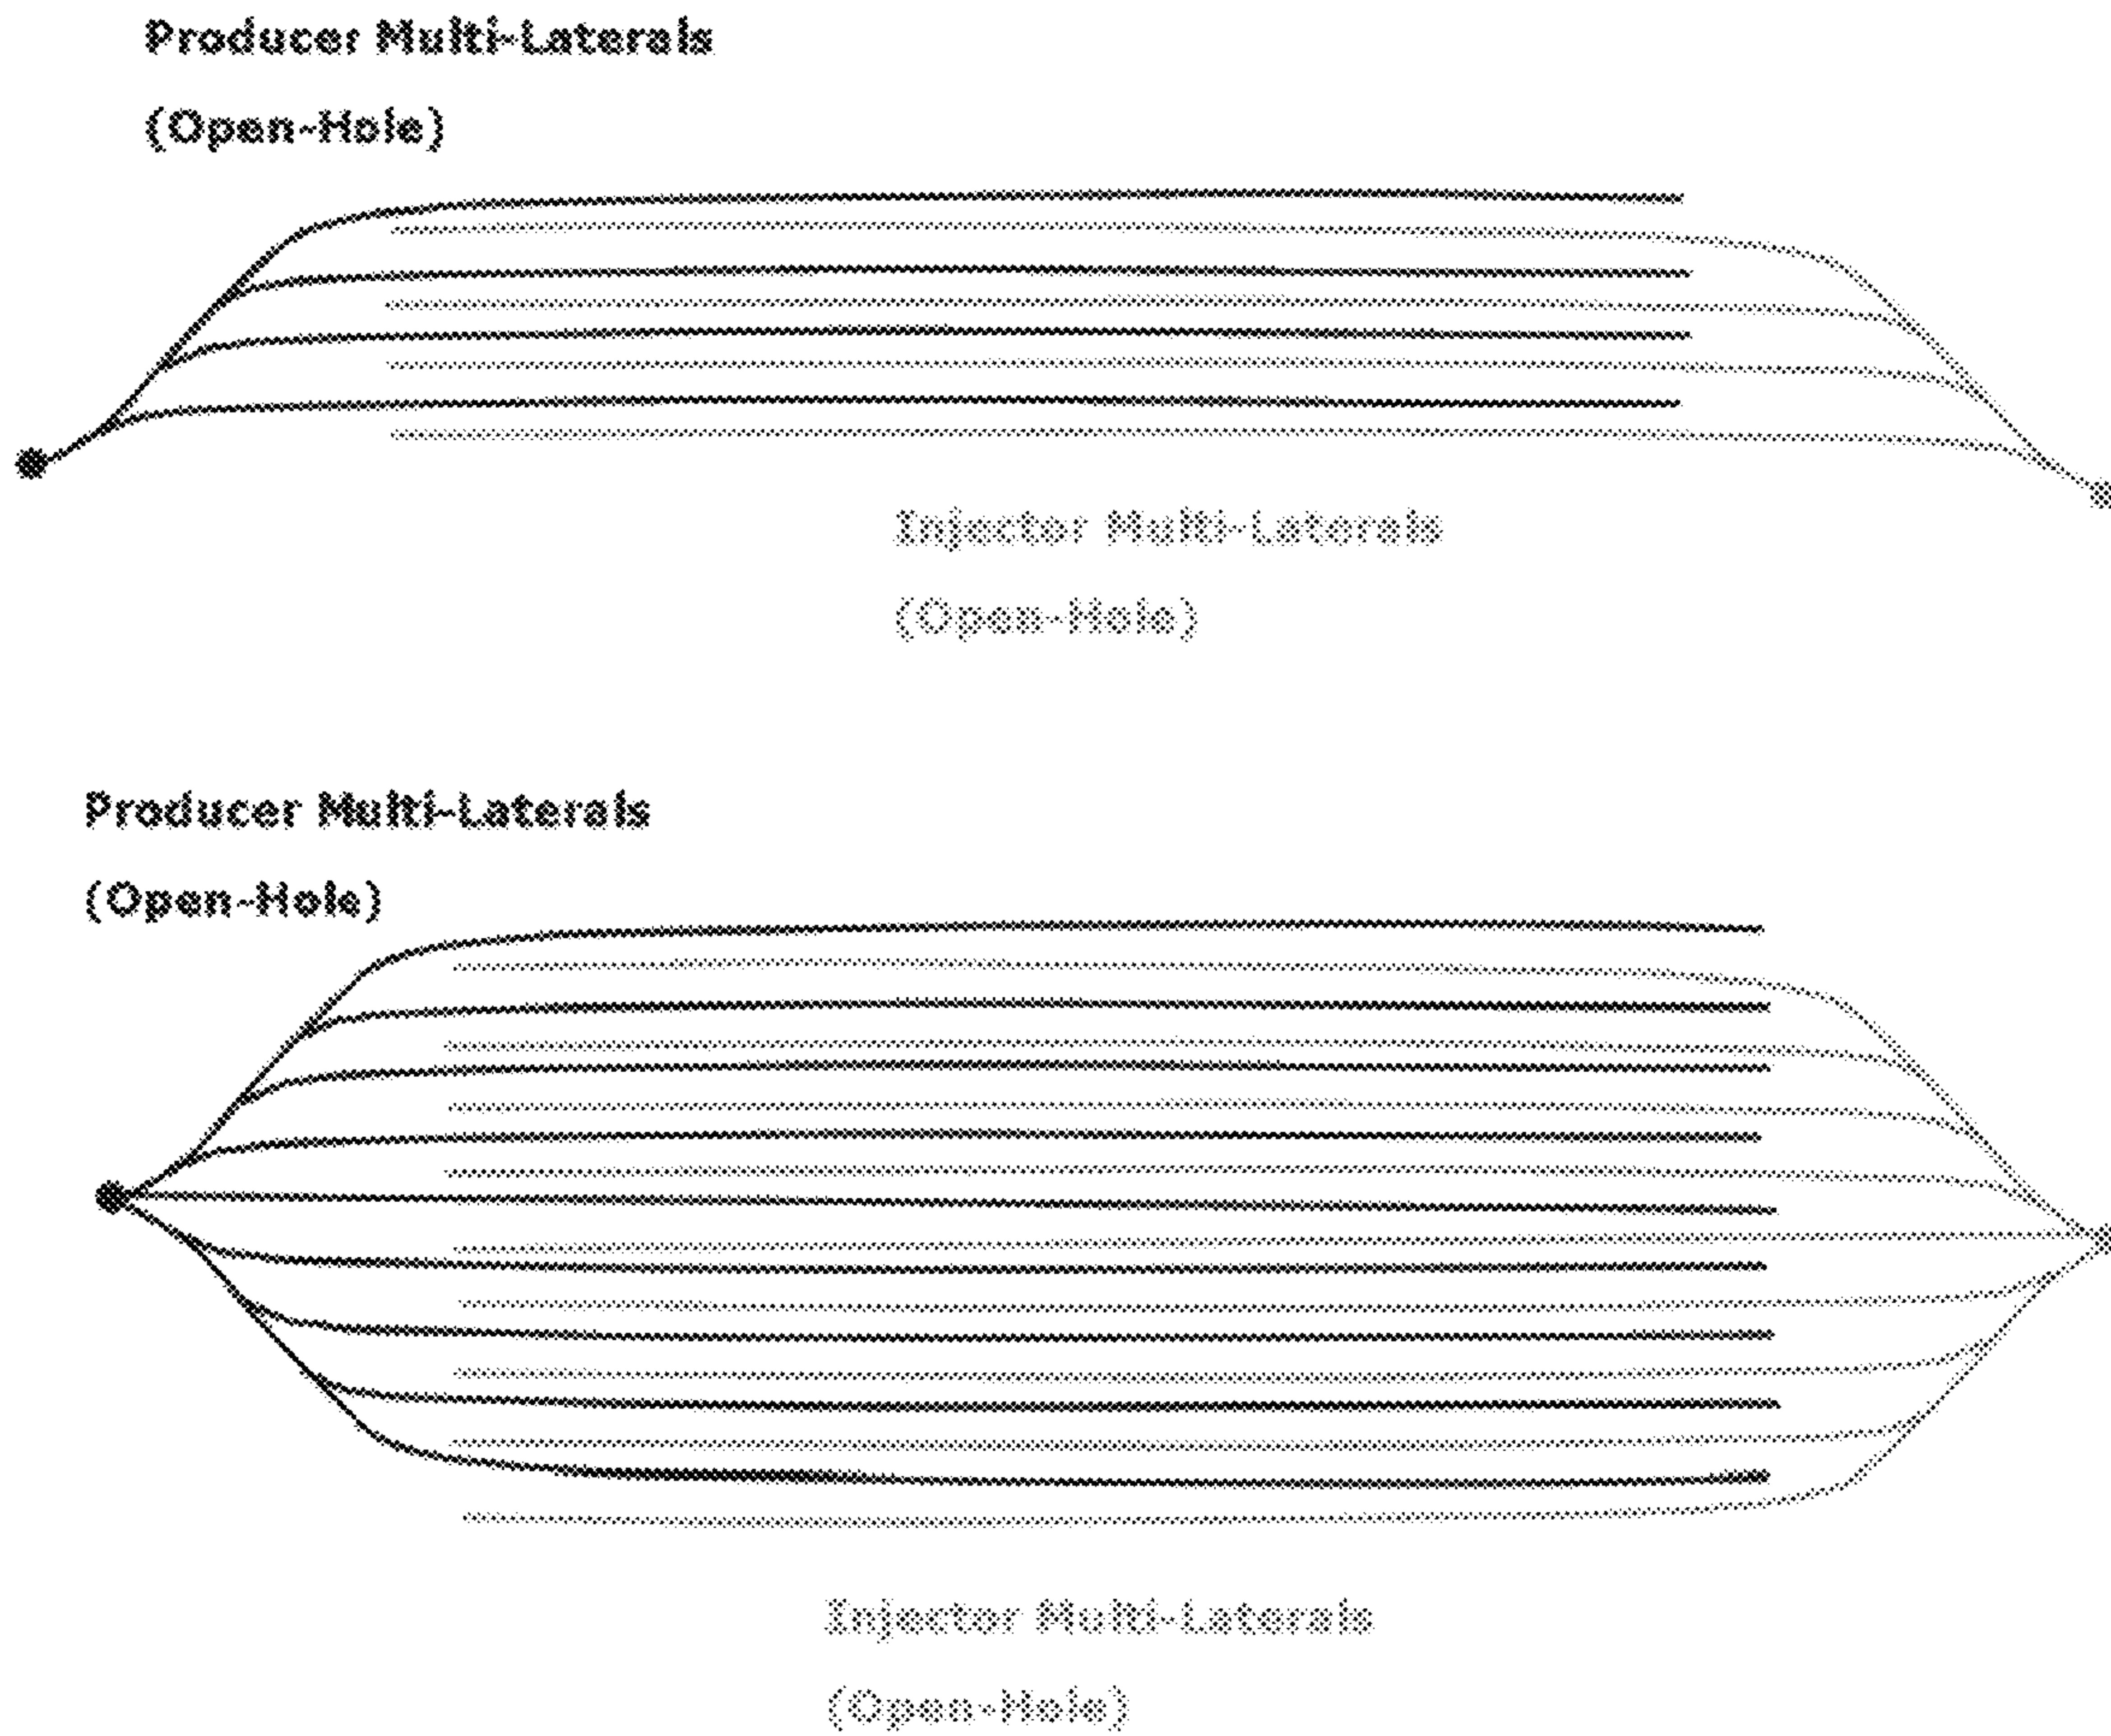 Producer Multi-Laterals
(Open-Hole)
Injector Multi-Laterals
(Open-Hole)
Producer Multi-Laterals
(Open-Hole)
Injector Multi-Laterals
(Open-Hole)